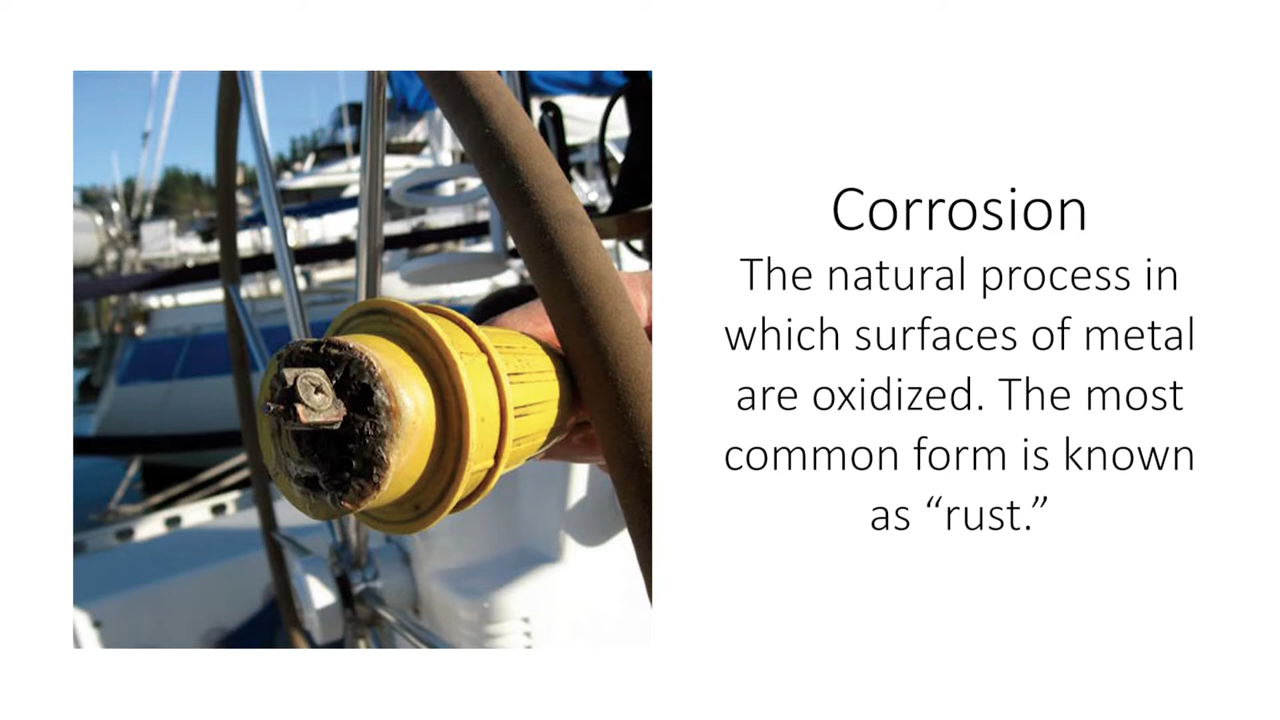 Corrosion
The natural process in
which surfaces of metal
are oxidized. The most
common form is known
as “rust.”